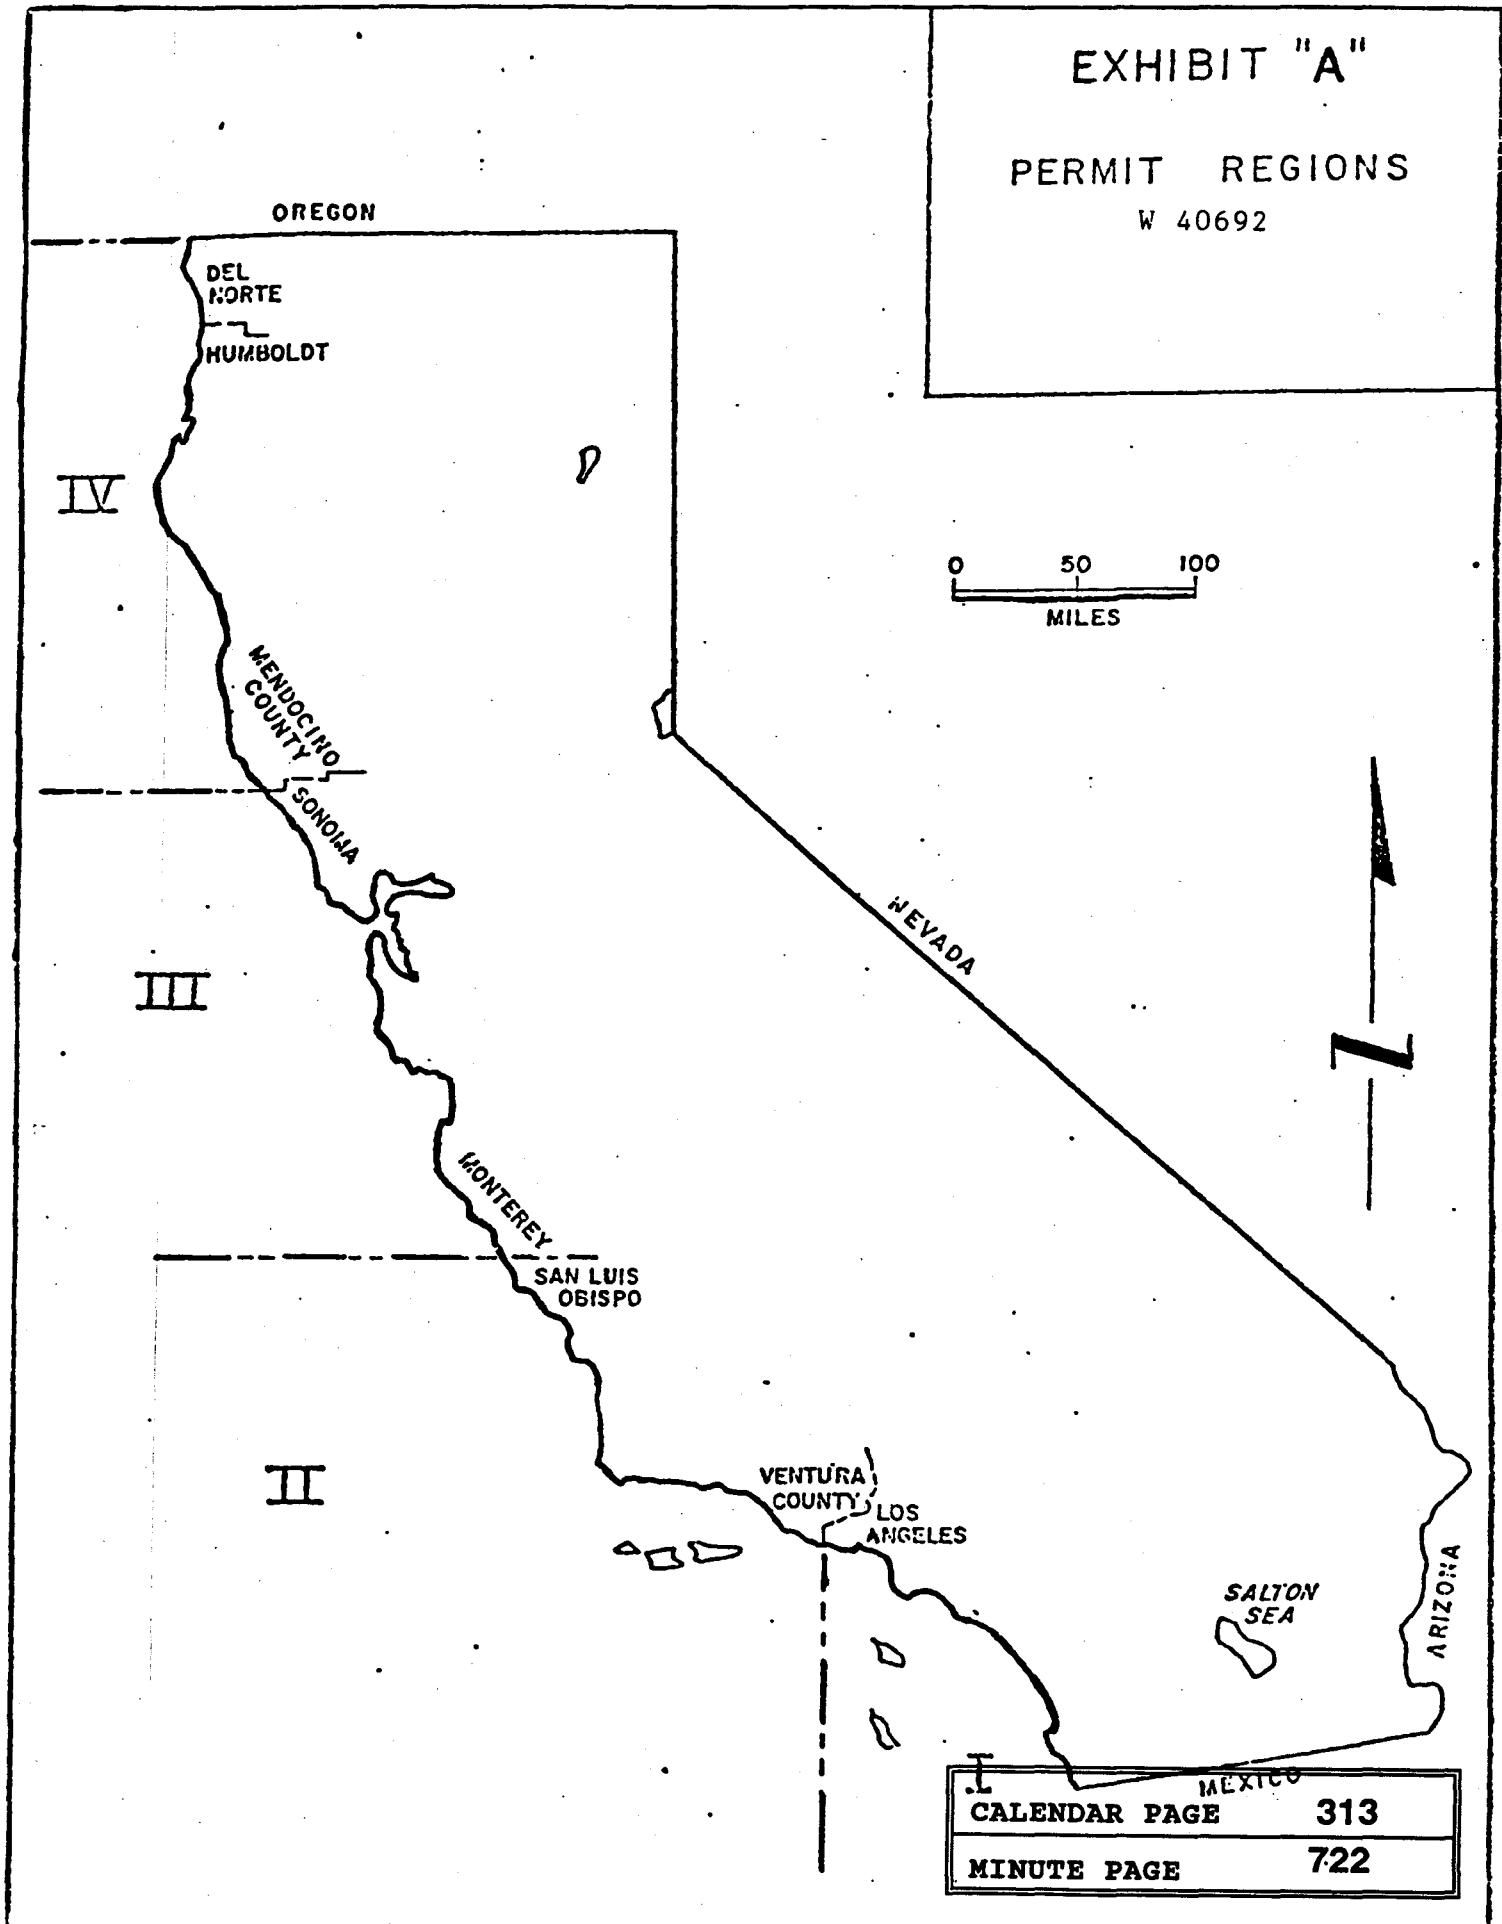 EXHIBIT "A"
PERMIT REGIONS
W 40692
OREGON
DEL
NORTE
HUMBOLDT
IV
0 50 100
MILES
MENDOCINO
COUNTY
SONOMA
NEVADA
III
N
MONTEREY
SAN LUIS
OBISPO
II
VENTURA
COUNTY
LOS
ANGELES
SALTON
SEA
ARIZONA
I
MEXICO
CALENDAR PAGE 313
MINUTE PAGE 722